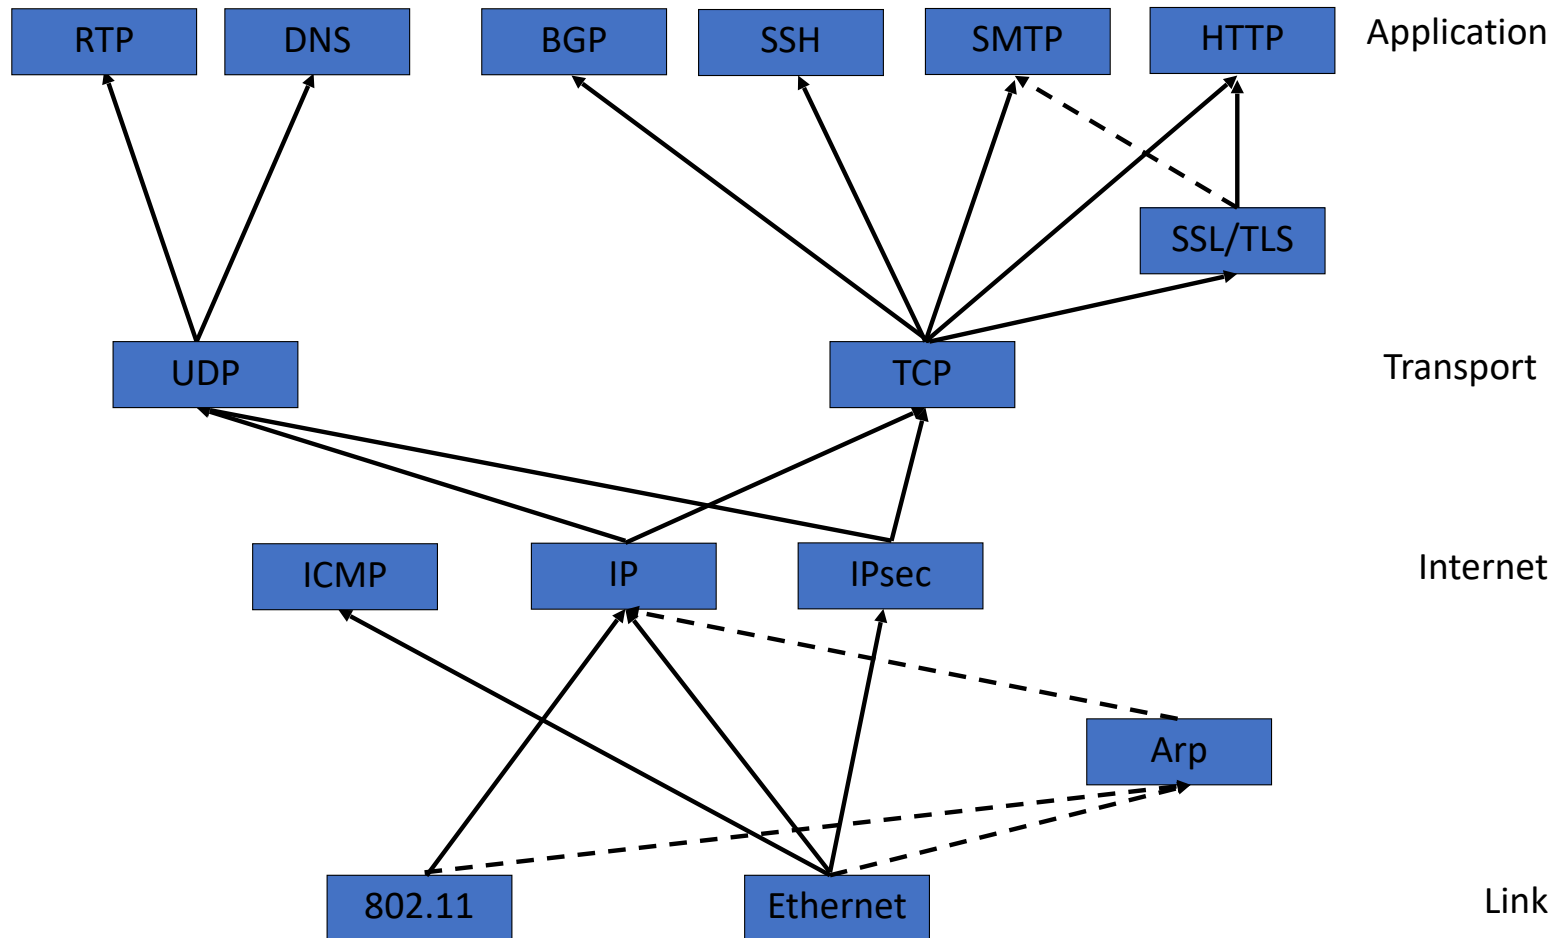 RTP
DNS
BGP
SSH
SMTP
HTTP
Application
SSL/TLS
UDP
TCP
Transport
ICMP
IP
IPsec
Internet
Arp
802.11
Ethernet
Link